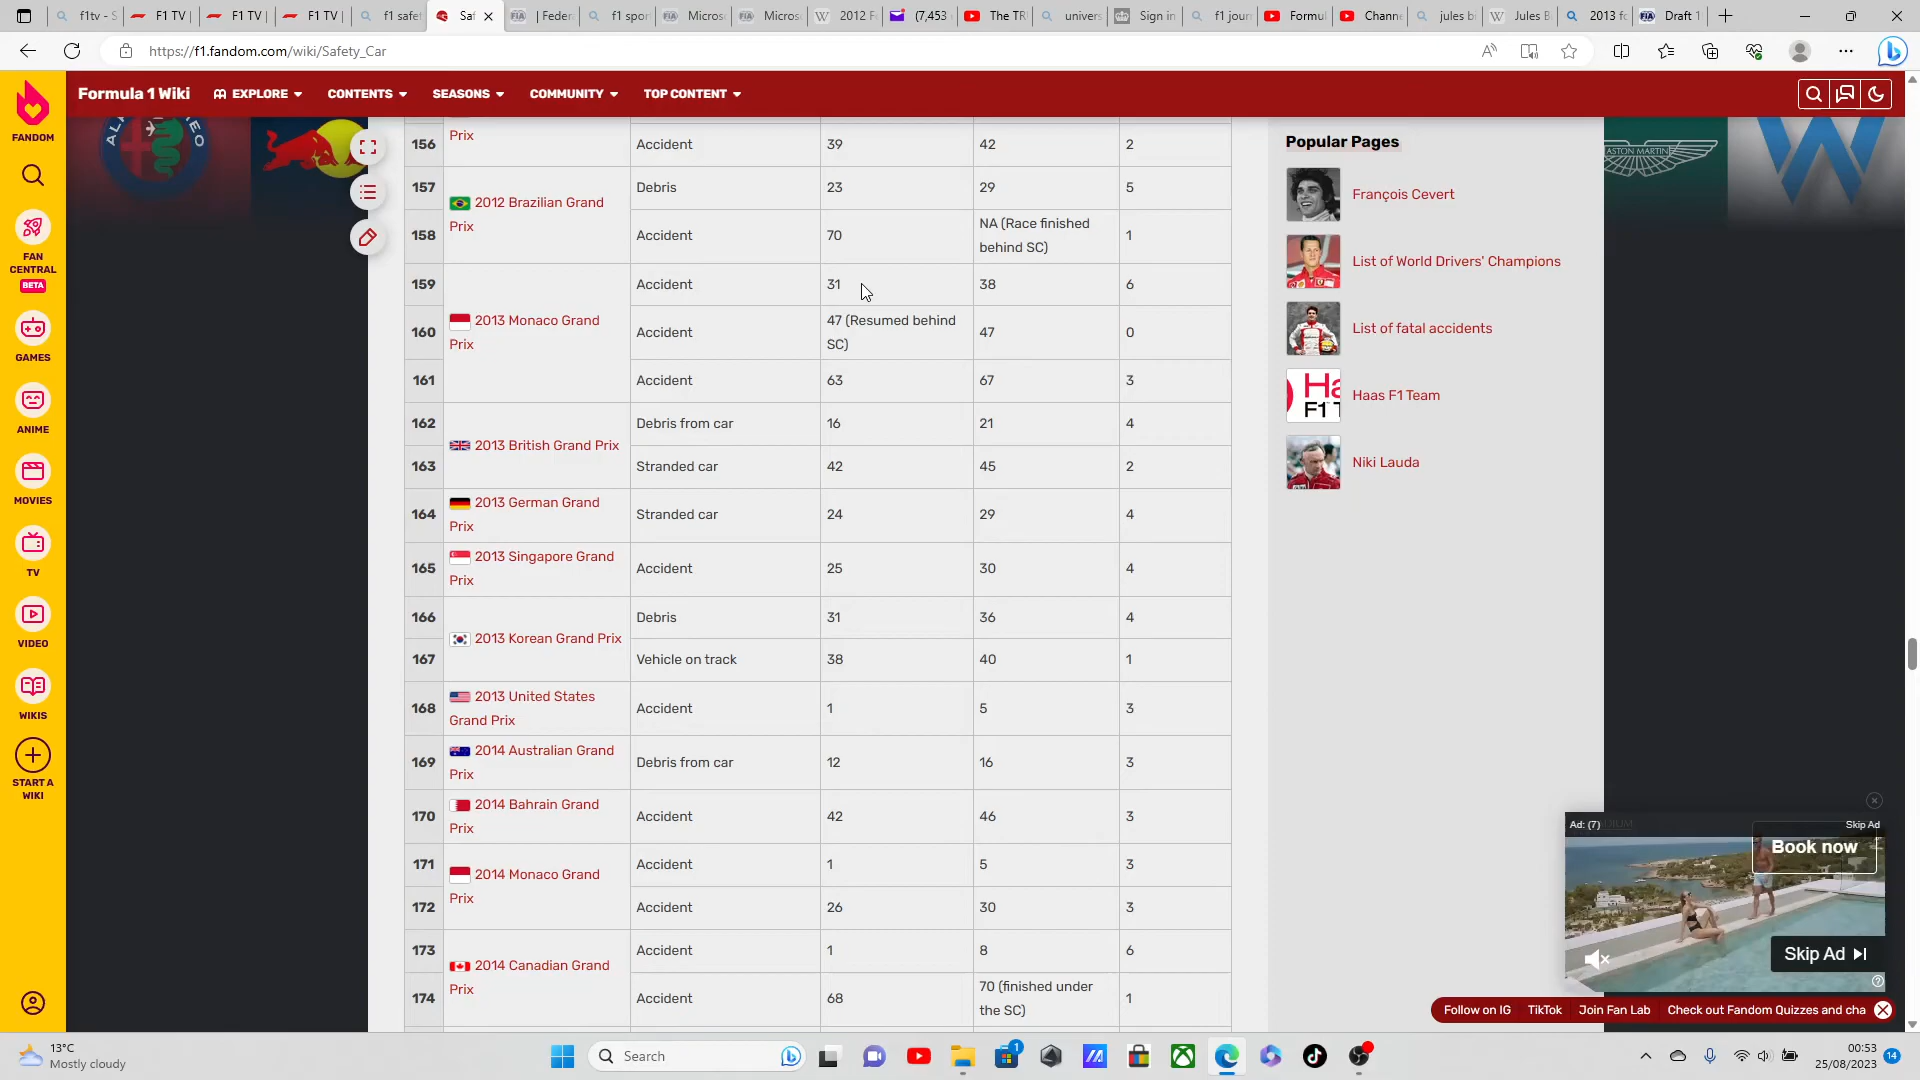 f1tv - S
F1 TV |
F1 TV |
F1 TV |
f1 safet
Saf
| Feder
f1 spor
Micros
Micros
2012 F
(7,453
The TR
univers
Sign in
f1 jour
Formul
Chann
jules bi
Jules B
2013 fo
Draft 1
https://f1.fandom.com/wiki/Safety_Car
Formula 1 Wiki
EXPLORE
CONTENTS
SEASONS
COMMUNITY
TOP CONTENT
FANDOM
FAN
CENTRAL
BETA
GAMES
ANIME
MOVIES
TV
VIDEO
WIKIS
START A
WIKI
Prix
156 Accident 39 42 2
157 Debris 23 29 5
2012 Brazilian Grand
Prix
158 Accident 70 NA (Race finished
behind SC) 1
159 Accident 31 38 6
2013 Monaco Grand
Prix
160 Accident 47 (Resumed behind
SC) 47 0
161 Accident 63 67 3
162 Debris from car 16 21 4
2013 British Grand Prix
163 Stranded car 42 45 2
164 2013 German Grand
Prix Stranded car 24 29 4
165 2013 Singapore Grand
Prix Accident 25 30 4
166 Debris 31 36 4
2013 Korean Grand Prix
167 Vehicle on track 38 40 1
168 2013 United States
Grand Prix Accident 1 5 3
169 2014 Australian Grand
Prix Debris from car 12 16 3
170 2014 Bahrain Grand
Prix Accident 42 46 3
171 Accident 1 5 3
2014 Monaco Grand
Prix
172 Accident 26 30 3
173 Accident 1 8 6
2014 Canadian Grand
Prix
174 Accident 68 70 (finished under
the SC) 1
Popular Pages
François Cevert
List of World Drivers' Champions
List of fatal accidents
Haas F1 Team
Niki Lauda
ASTON MARTIN
Ad: (7)
Skip Ad
Book now
Skip Ad
Follow on IG
TikTok
Join Fan Lab
Check out Fandom Quizzes and cha
13°C
Mostly cloudy
Search
1
00:53
25/08/2023
14